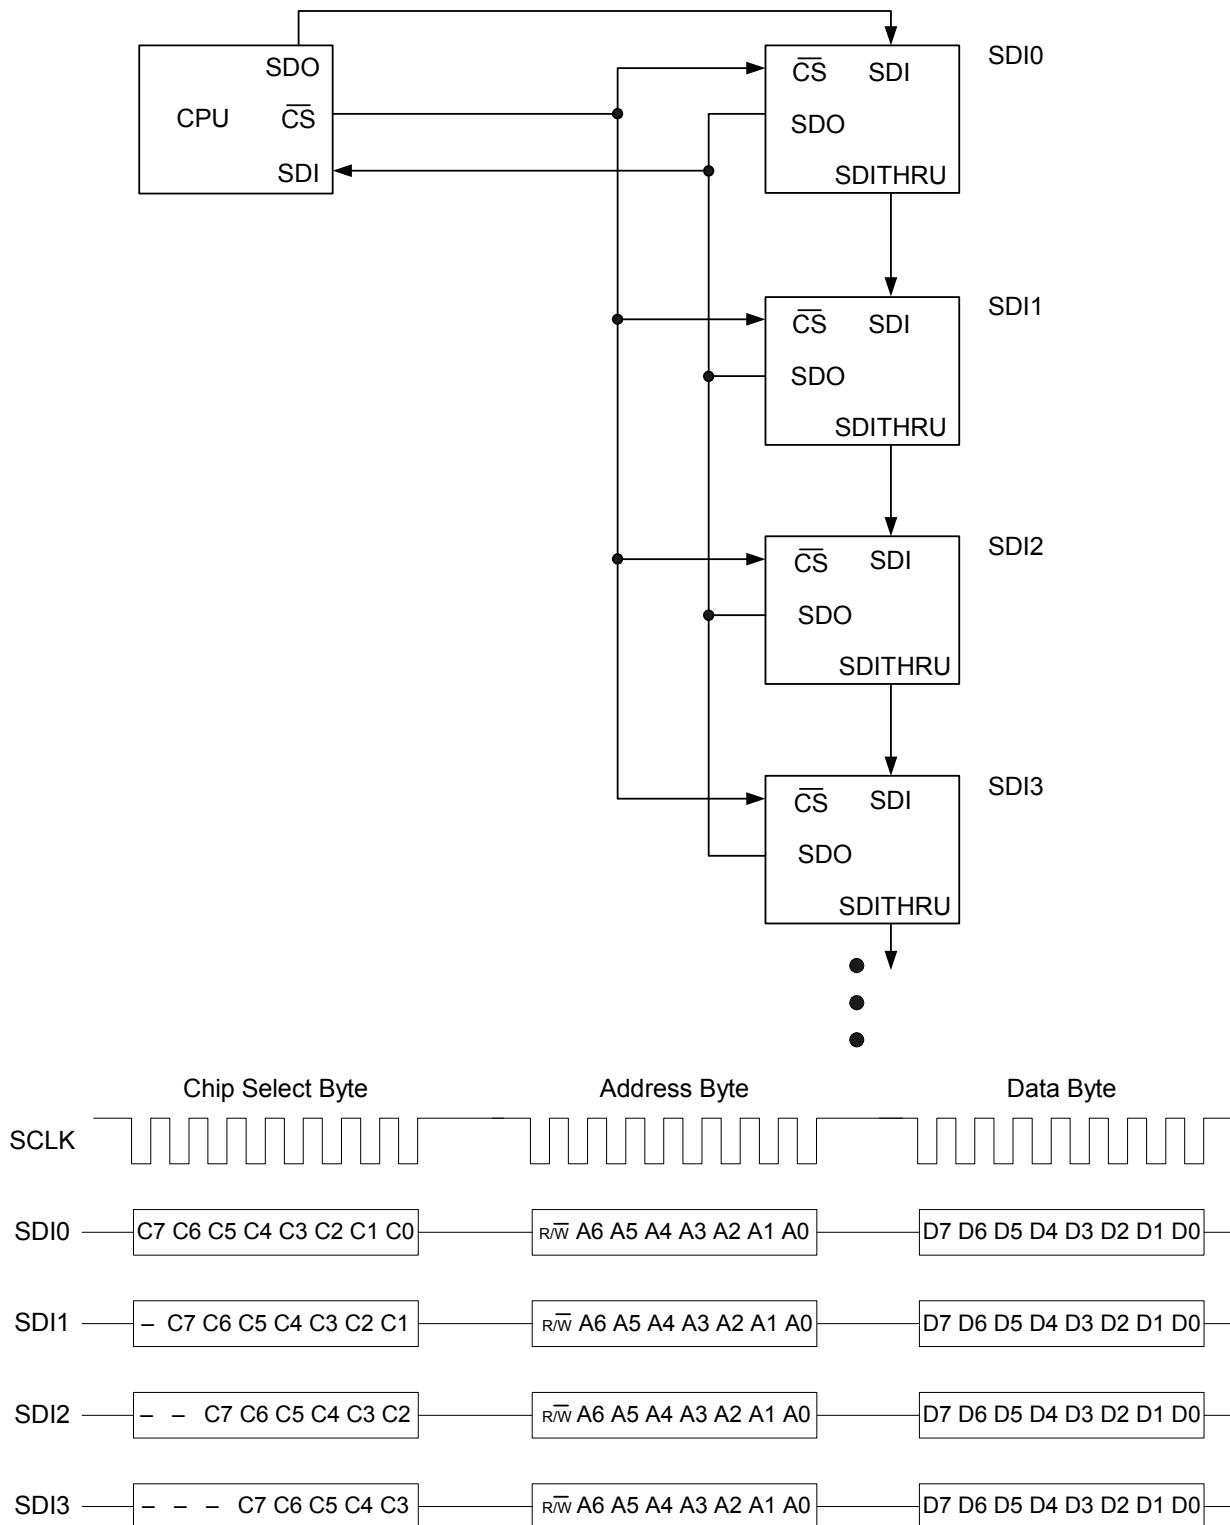 SDO
CPU
C̅S̅
SDI
C̅S̅ SDI
SDO
SDITHRU
SDI0
C̅S̅ SDI
SDO
SDITHRU
SDI1
C̅S̅ SDI
SDO
SDITHRU
SDI2
C̅S̅ SDI
SDO
SDITHRU
SDI3
Chip Select Byte Address Byte Data Byte
SCLK
SDI0 C7 C6 C5 C4 C3 C2 C1 C0 R/W̅ A6 A5 A4 A3 A2 A1 A0 D7 D6 D5 D4 D3 D2 D1 D0
SDI1 – C7 C6 C5 C4 C3 C2 C1 R/W̅ A6 A5 A4 A3 A2 A1 A0 D7 D6 D5 D4 D3 D2 D1 D0
SDI2 – – C7 C6 C5 C4 C3 C2 R/W̅ A6 A5 A4 A3 A2 A1 A0 D7 D6 D5 D4 D3 D2 D1 D0
SDI3 – – – C7 C6 C5 C4 C3 R/W̅ A6 A5 A4 A3 A2 A1 A0 D7 D6 D5 D4 D3 D2 D1 D0